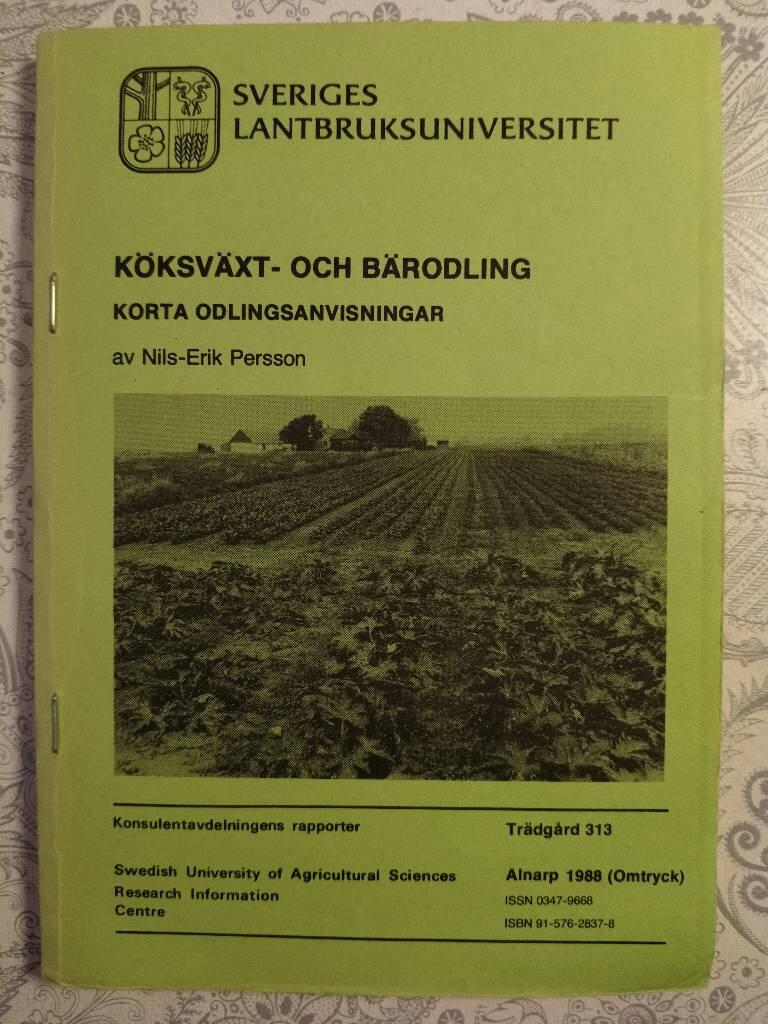 SVERIGES
LANTBRUKSUNIVERSITET
KÖKSVÄXT- OCH BÄRODLING
KORTA ODLINGSANVISNINGAR
av Nils-Erik Persson
Konsulentavdelningens rapporter
Trädgård 313
Swedish University of Agricultural Sciences
Research Information
Centre
Alnarp 1988 (Omtryck)
ISSN 0347-9668
ISBN 91-576-2837-8